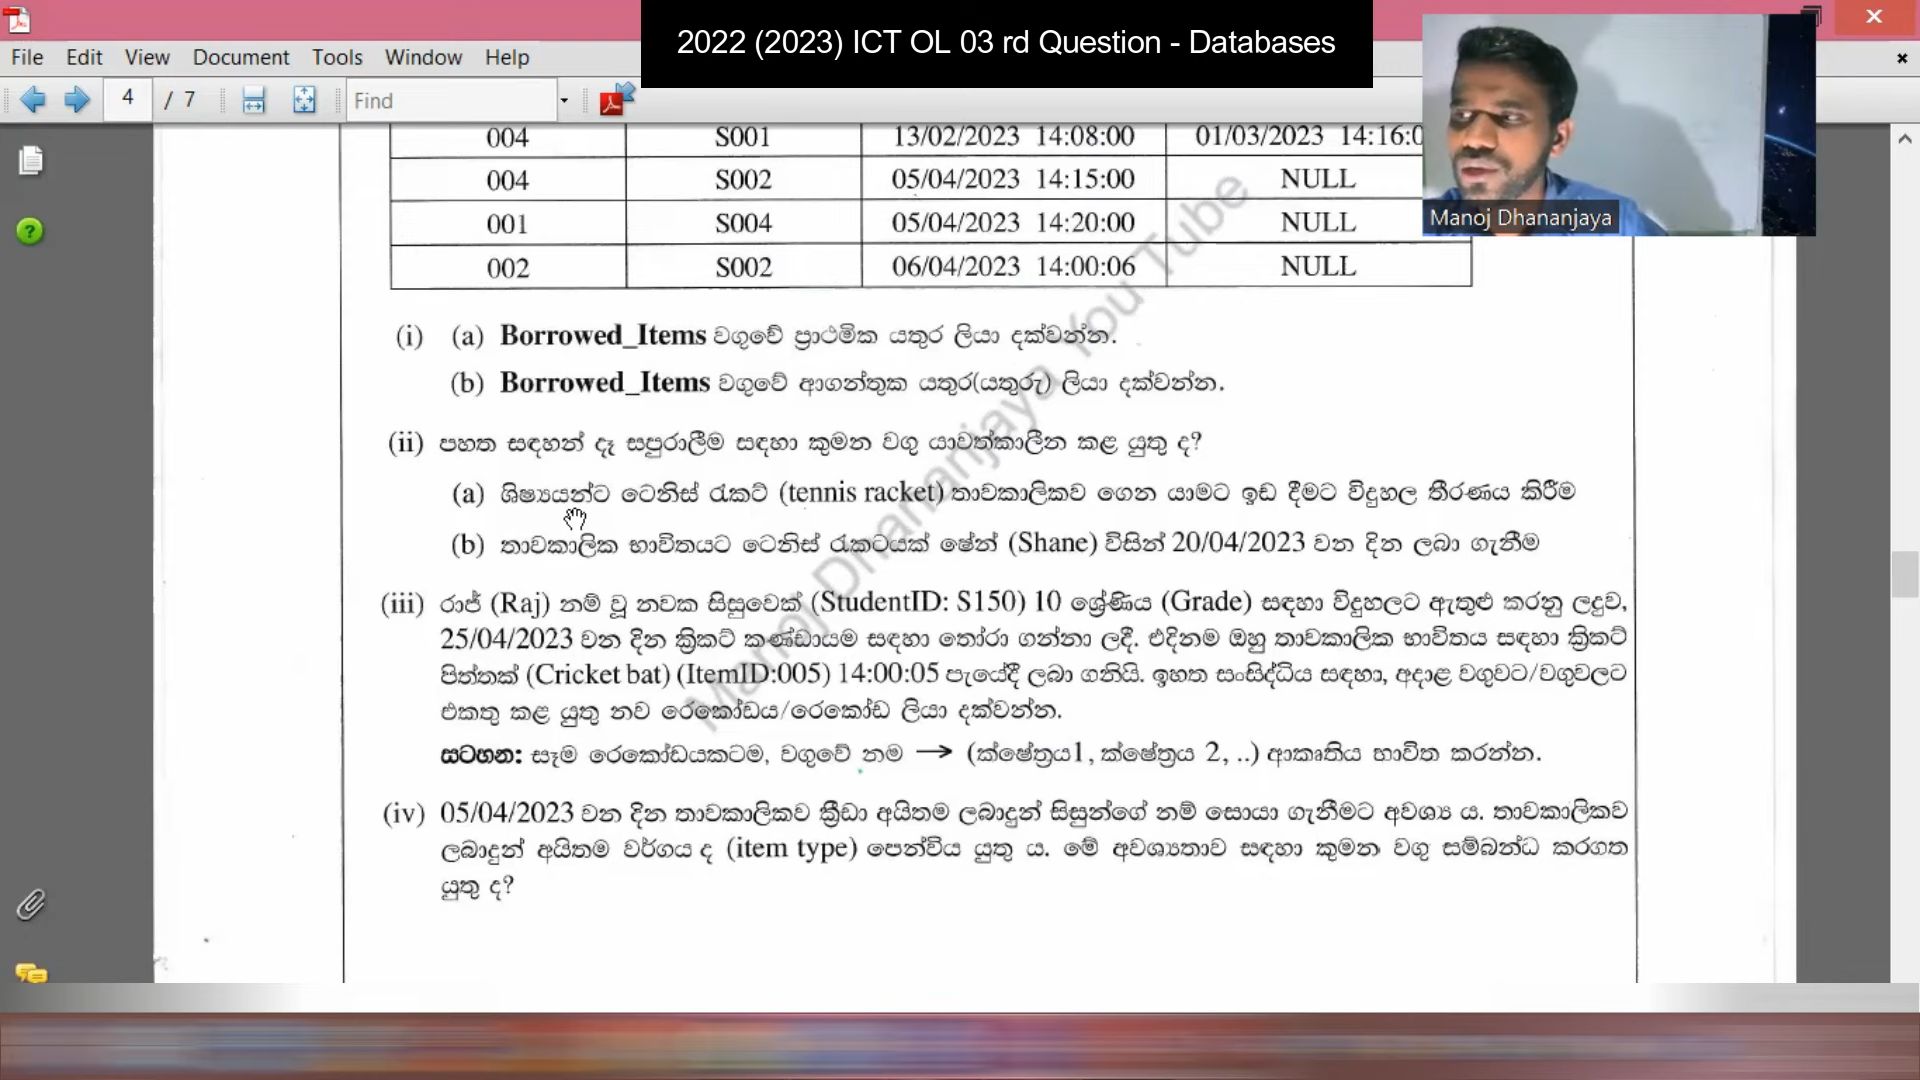 2022 (2023) ICT OL 03 rd Question - Databases
File Edit View Document Tools Window Help
4 / 7 Find
Manoj Dhananjaya
004 S001 13/02/2023 14:08:00 01/03/2023 14:16:0
004 S002 05/04/2023 14:15:00 NULL
001 S004 05/04/2023 14:20:00 NULL
002 S002 06/04/2023 14:00:06 NULL
(i) (a) Borrowed_Items වගුවේ ප්‍රාථමික යතුර ලියා දක්වන්න.
(b) Borrowed_Items වගුවේ ආගන්තුක යතුර(යතුරු) ලියා දක්වන්න.
(ii) පහත සඳහන් දෑ සපුරාලීම සඳහා කුමන වගු යාවත්කාලීන කළ යුතු ද?
(a) ශිෂ්‍යයන්ට ටෙනිස් රැකට් (tennis racket) තාවකාලිකව ගෙන යාමට ඉඩ දීමට විදුහල තීරණය කිරීම
(b) තාවකාලික භාවිතයට ටෙනිස් රැකටයක් ෂේන් (Shane) විසින් 20/04/2023 වන දින ලබා ගැනීම
(iii) රාජ් (Raj) නම් වූ නවක සිසුවෙක් (StudentID: S150) 10 ශ්‍රේණිය (Grade) සඳහා විදුහලට ඇතුළු කරනු ලදුව,
25/04/2023 වන දින ක්‍රිකට් කණ්ඩායම සඳහා තෝරා ගන්නා ලදී. එදිනම ඔහු තාවකාලික භාවිතය සඳහා ක්‍රිකට්
පිත්තක් (Cricket bat) (ItemID:005) 14:00:05 පැයේදී ලබා ගනියි. ඉහත සංසිද්ධිය සඳහා, අදාළ වගුවට/වගුවලට
එකතු කළ යුතු නව රෙකෝඩය/රෙකෝඩ ලියා දක්වන්න.
සටහන: සෑම රෙකෝඩයකටම, වගුවේ නම → (ක්ෂේත්‍රය1, ක්ෂේත්‍රය 2, ..) ආකෘතිය භාවිත කරන්න.
(iv) 05/04/2023 වන දින තාවකාලිකව ක්‍රීඩා අයිතම ලබාදුන් සිසුන්ගේ නම් සොයා ගැනීමට අවශ්‍ය ය. තාවකාලිකව
ලබාදුන් අයිතම වර්ගය ද (item type) පෙන්විය යුතු ය. මේ අවශ්‍යතාව සඳහා කුමන වගු සම්බන්ධ කරගත
යුතු ද?
Manoj Dhananjaya YouTube